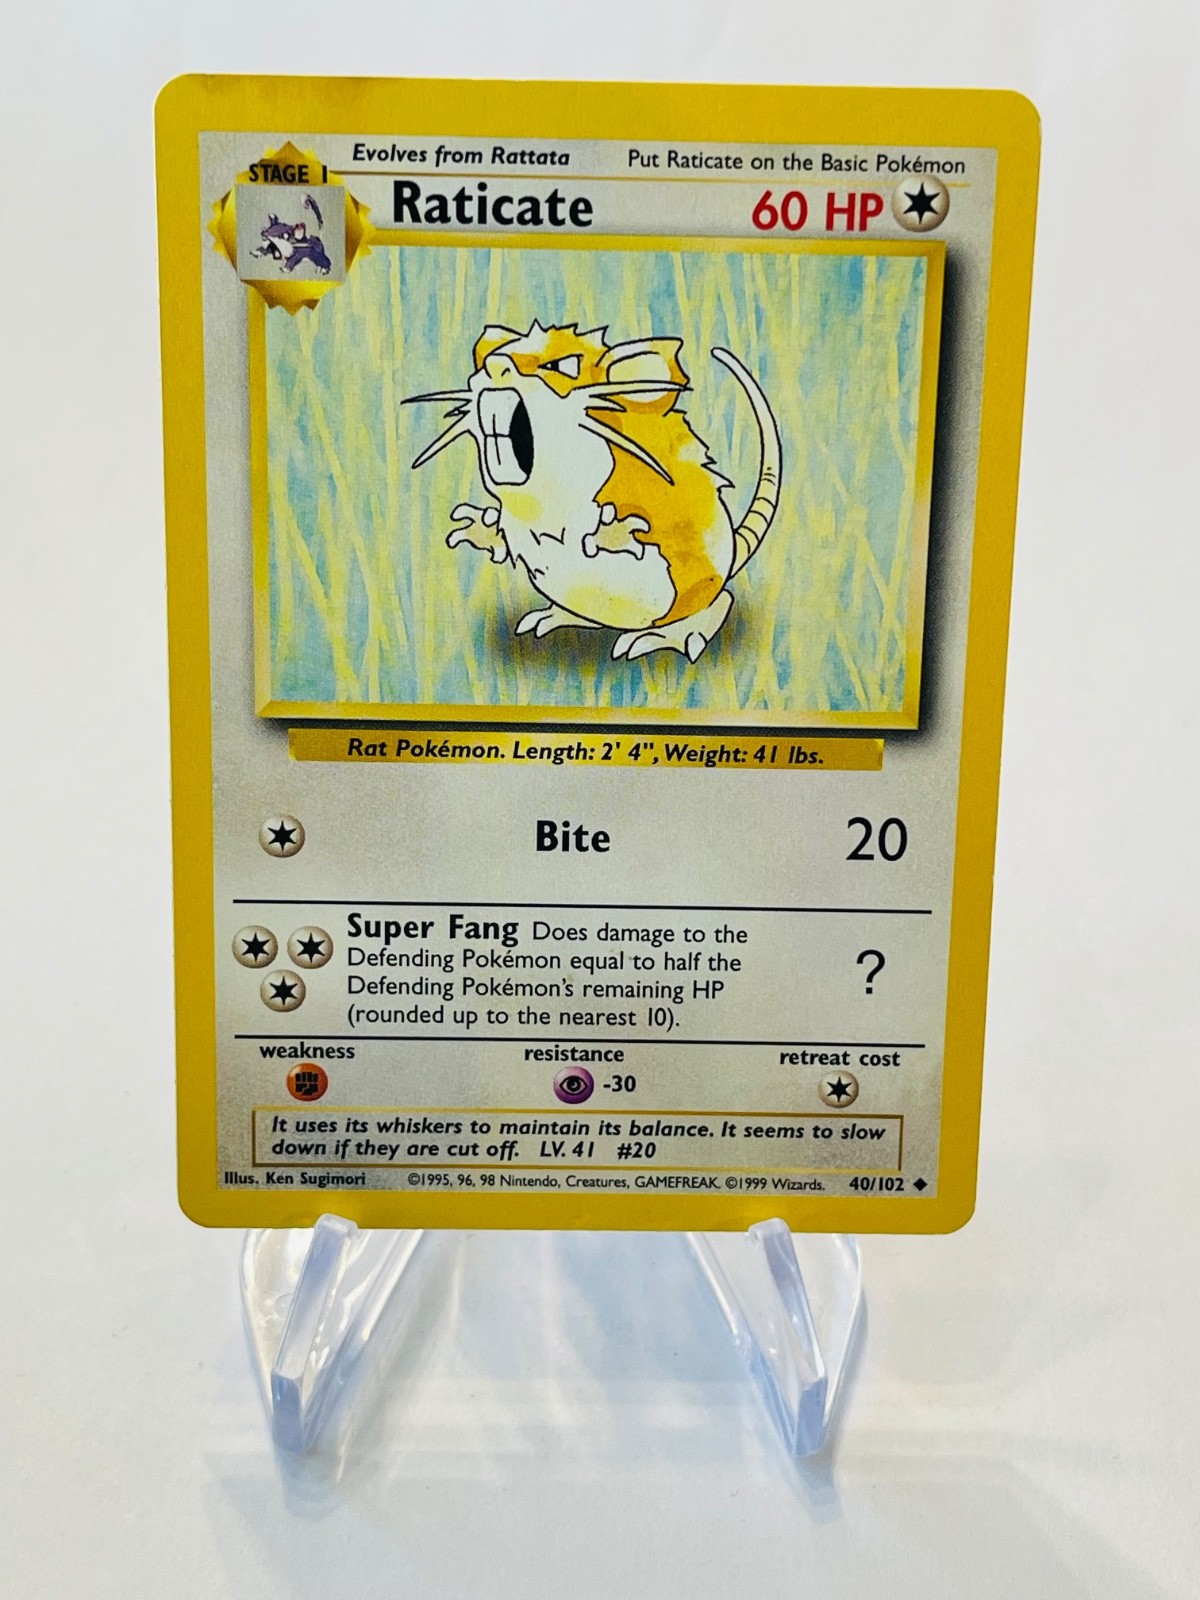 STAGE 1
Evolves from Rattata
Put Raticate on the Basic Pokémon
Raticate
60 HP
Rat Pokémon. Length: 2' 4", Weight: 41 lbs.
Bite
20
Super Fang Does damage to the
Defending Pokémon equal to half the
Defending Pokémon's remaining HP
(rounded up to the nearest 10).
?
weakness
resistance
retreat cost
-30
It uses its whiskers to maintain its balance. It seems to slow
down if they are cut off. LV. 41 #20
Illus. Ken Sugimori
©1995, 96, 98 Nintendo, Creatures, GAMEFREAK. ©1999 Wizards.
40/102 ◆